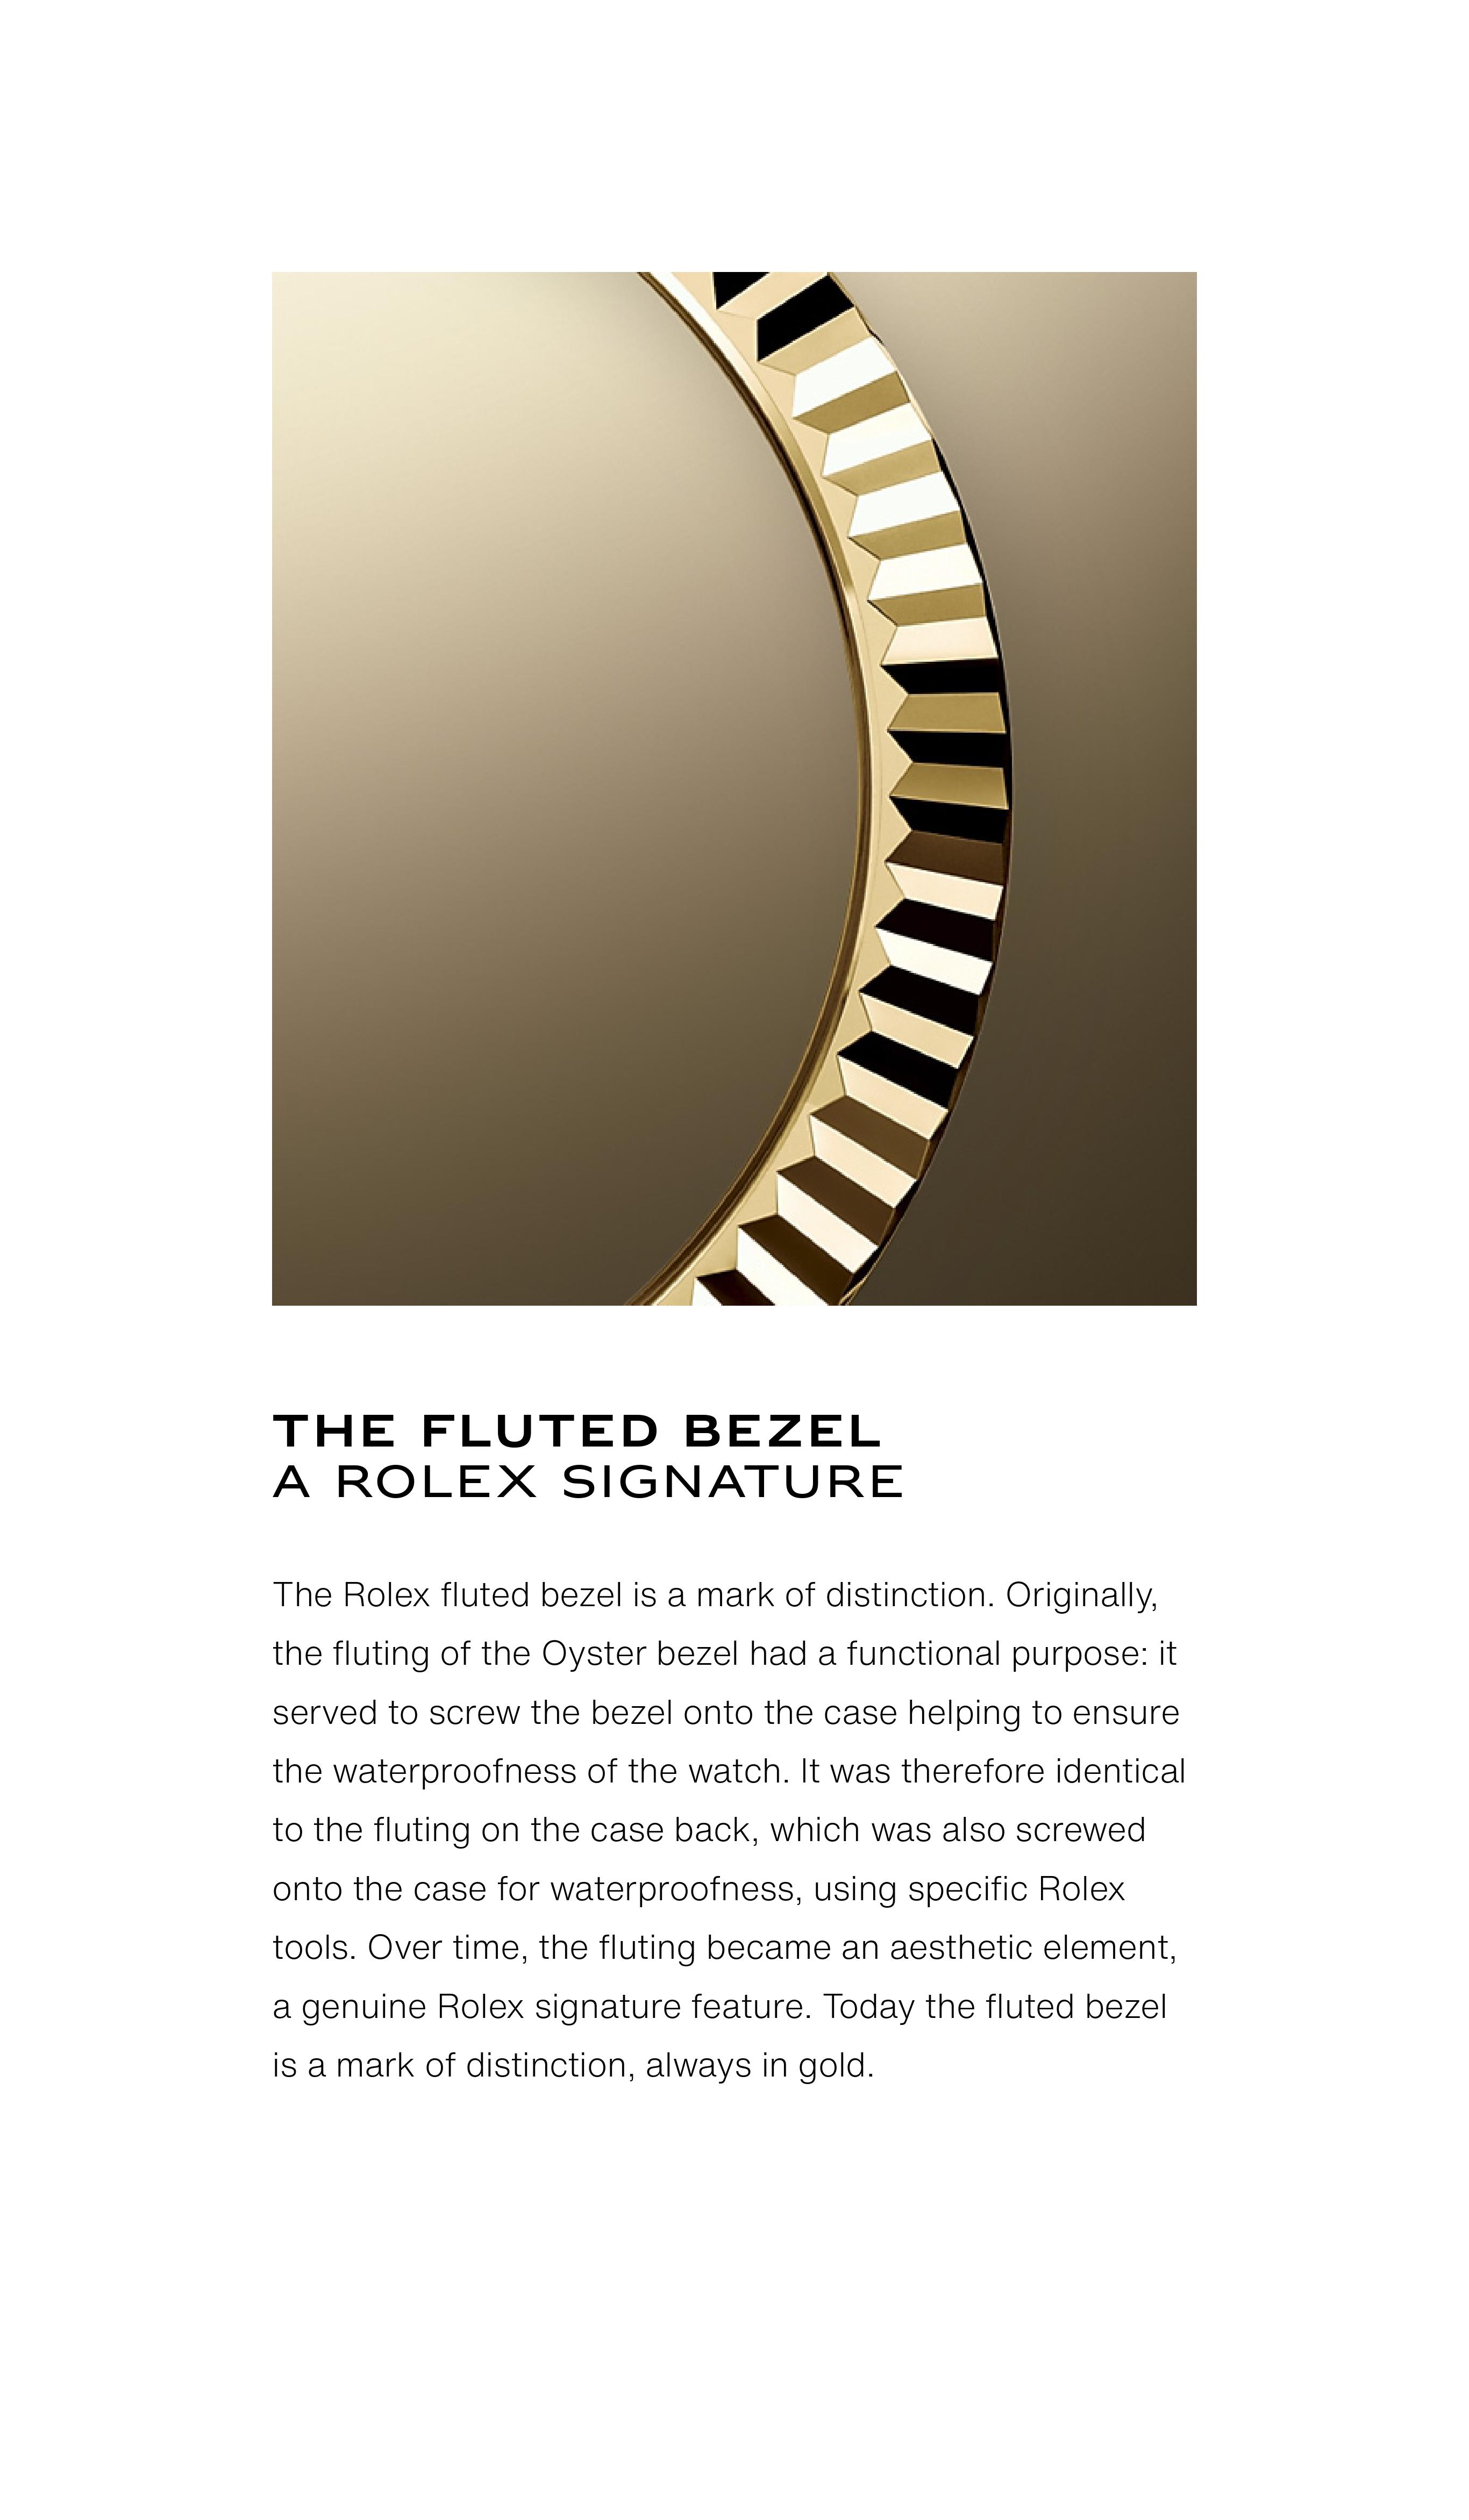 THE FLUTED BEZEL
A ROLEX SIGNATURE
The Rolex fluted bezel is a mark of distinction. Originally,
the fluting of the Oyster bezel had a functional purpose: it
served to screw the bezel onto the case helping to ensure
the waterproofness of the watch. It was therefore identical
to the fluting on the case back, which was also screwed
onto the case for waterproofness, using specific Rolex
tools. Over time, the fluting became an aesthetic element,
a genuine Rolex signature feature. Today the fluted bezel
is a mark of distinction, always in gold.